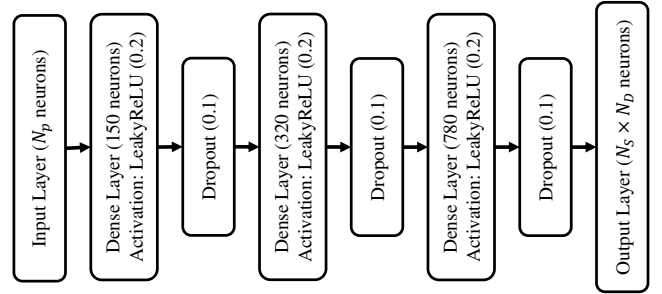 Input Layer (N_p neurons)
Dense Layer (150 neurons)
Activation: LeakyReLU (0.2)
Dropout (0.1)
Dense Layer (320 neurons)
Activation: LeakyReLU (0.2)
Dropout (0.1)
Dense Layer (780 neurons)
Activation: LeakyReLU (0.2)
Dropout (0.1)
Output Layer (N_S × N_D neurons)